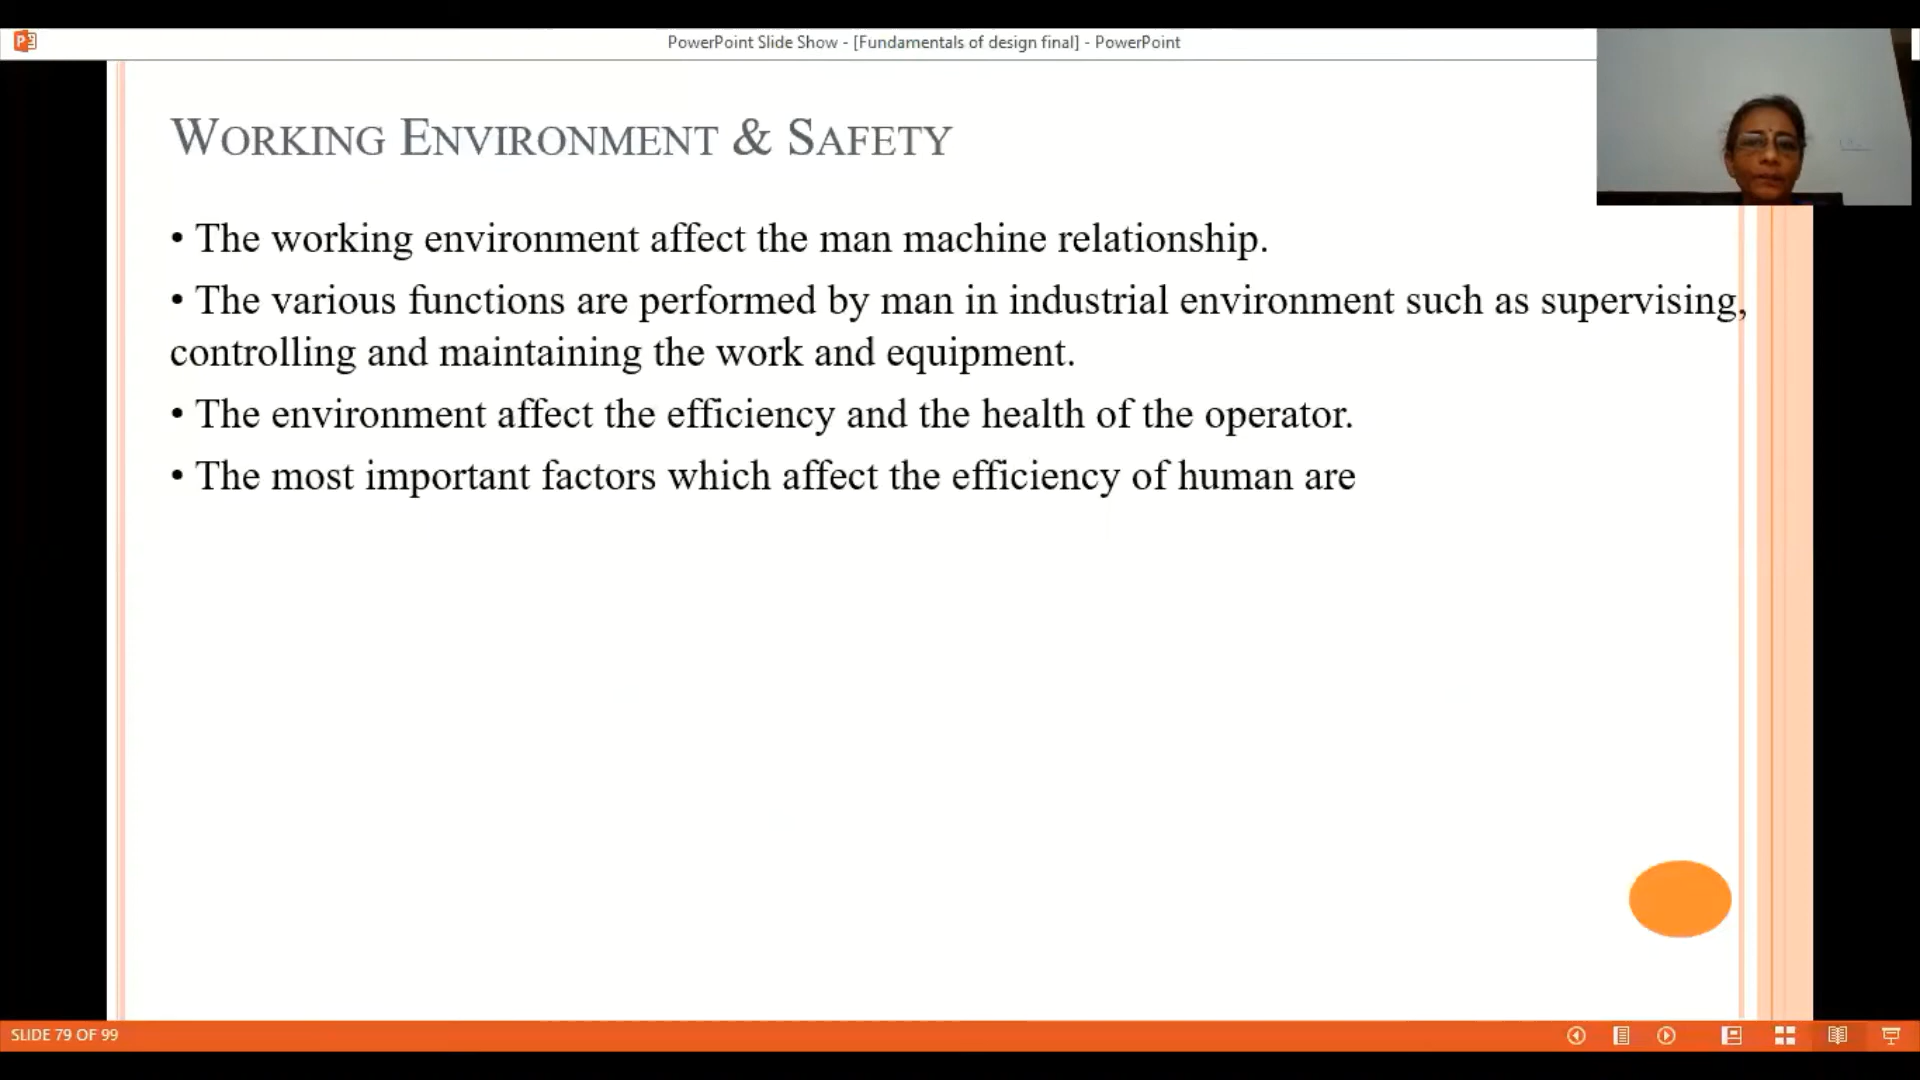 PowerPoint Slide Show - [Fundamentals of design final] - PowerPoint
WORKING ENVIRONMENT & SAFETY
• The working environment affect the man machine relationship.
• The various functions are performed by man in industrial environment such as supervising,
controlling and maintaining the work and equipment.
• The environment affect the efficiency and the health of the operator.
• The most important factors which affect the efficiency of human are
SLIDE 79 OF 99